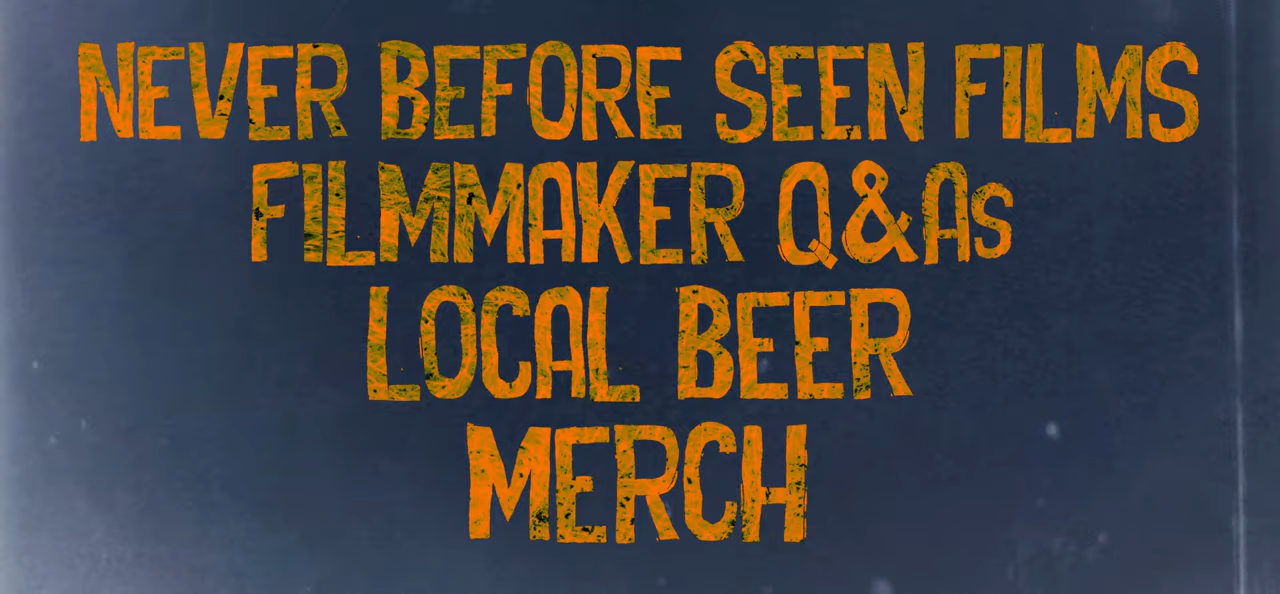 NEVER BEFORE SEEN FILMS
FILMMAKER Q&As
LOCAL BEER
MERCH